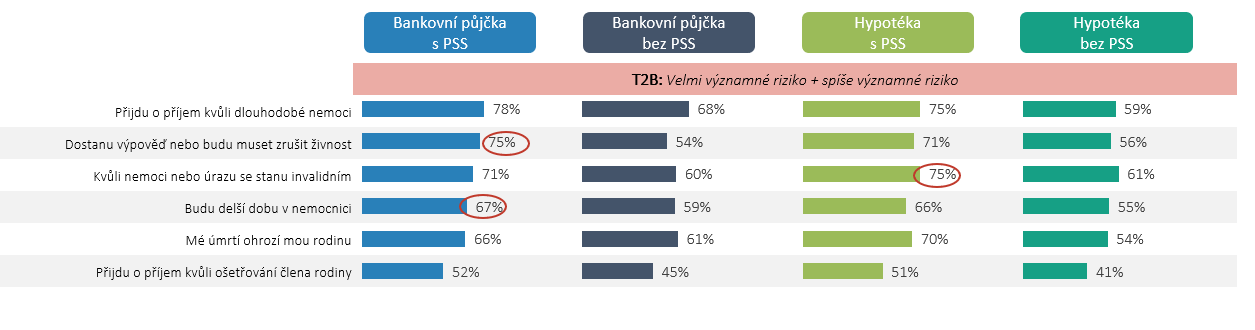 Bankovní půjčka
s PSS
Bankovní půjčka
bez PSS
Hypotéka
s PSS
Hypotéka
bez PSS
T2B: Velmi významné riziko + spíše významné riziko
Přijdu o příjem kvůli dlouhodobé nemoci 78% 68% 75% 59%
Dostanu výpověď nebo budu muset zrušit živnost 75% 54% 71% 56%
Kvůli nemoci nebo úrazu se stanu invalidním 71% 60% 75% 61%
Budu delší dobu v nemocnici 67% 59% 66% 55%
Mé úmrtí ohrozí mou rodinu 66% 61% 70% 54%
Přijdu o příjem kvůli ošetřování člena rodiny 52% 45% 51% 41%